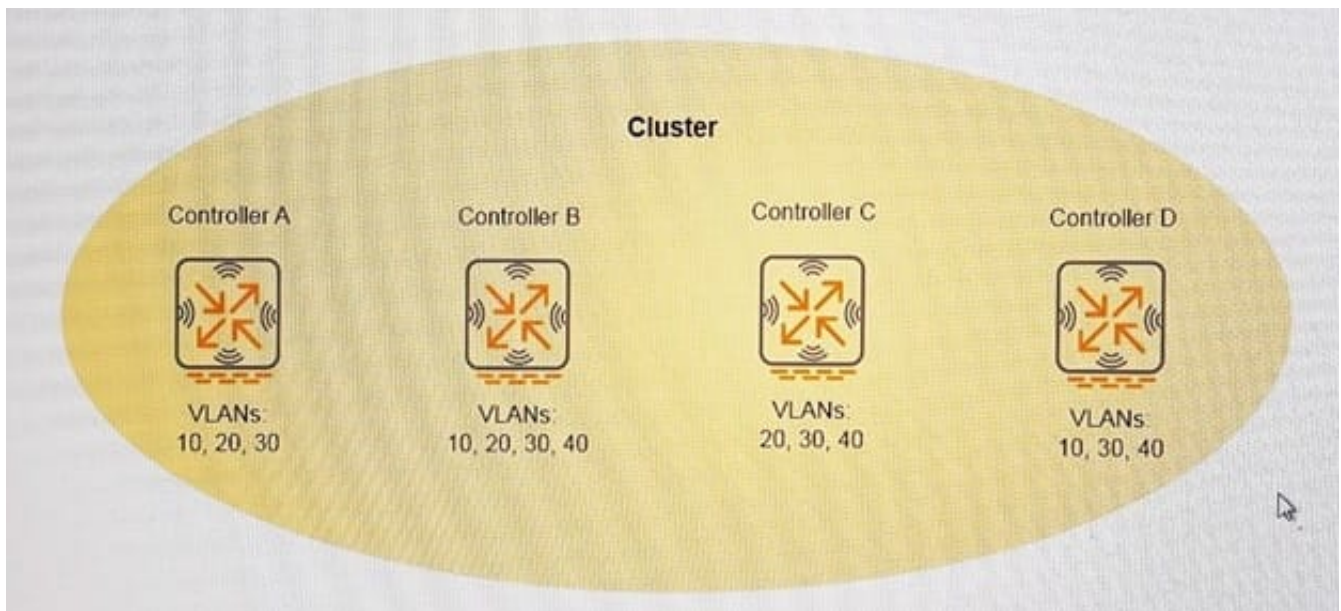 Cluster
Controller A
Controller B
Controller C
Controller D
VLANs:
10, 20, 30
VLANs:
10, 20, 30, 40
VLANs:
20, 30, 40
VLANs:
10, 30, 40